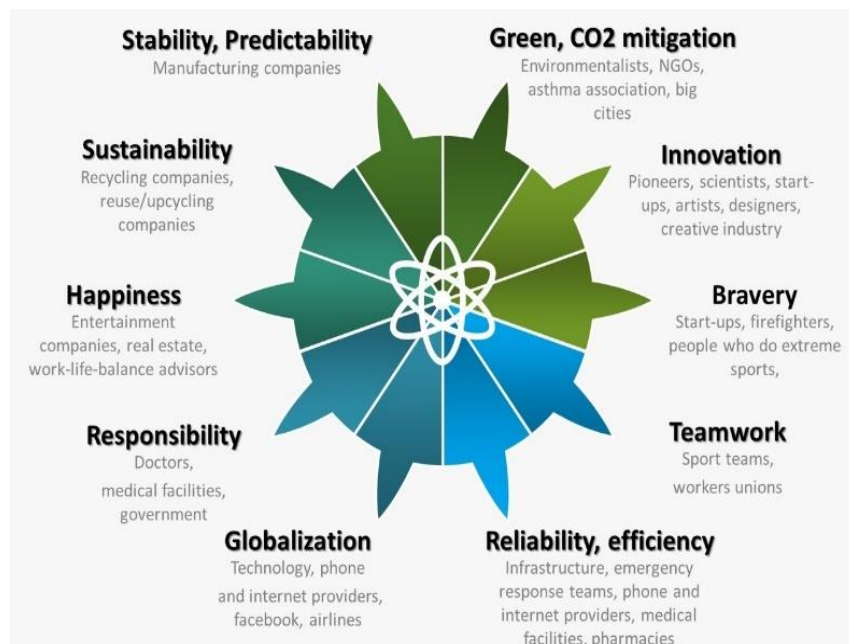 Stability, Predictability
Manufacturing companies
Green, CO2 mitigation
Environmentalists, NGOs,
asthma association, big
cities
Sustainability
Recycling companies,
reuse/upcycling
companies
Innovation
Pioneers, scientists, start-
ups, artists, designers,
creative industry
Happiness
Entertainment
companies, real estate,
work-life-balance advisors
Bravery
Start-ups, firefighters,
people who do extreme
sports,
Responsibility
Doctors,
medical facilities,
government
Teamwork
Sport teams,
workers unions
Globalization
Technology, phone
and internet providers,
facebook, airlines
Reliability, efficiency
Infrastructure, emergency
response teams, phone and
internet providers, medical
facilities, pharmacies